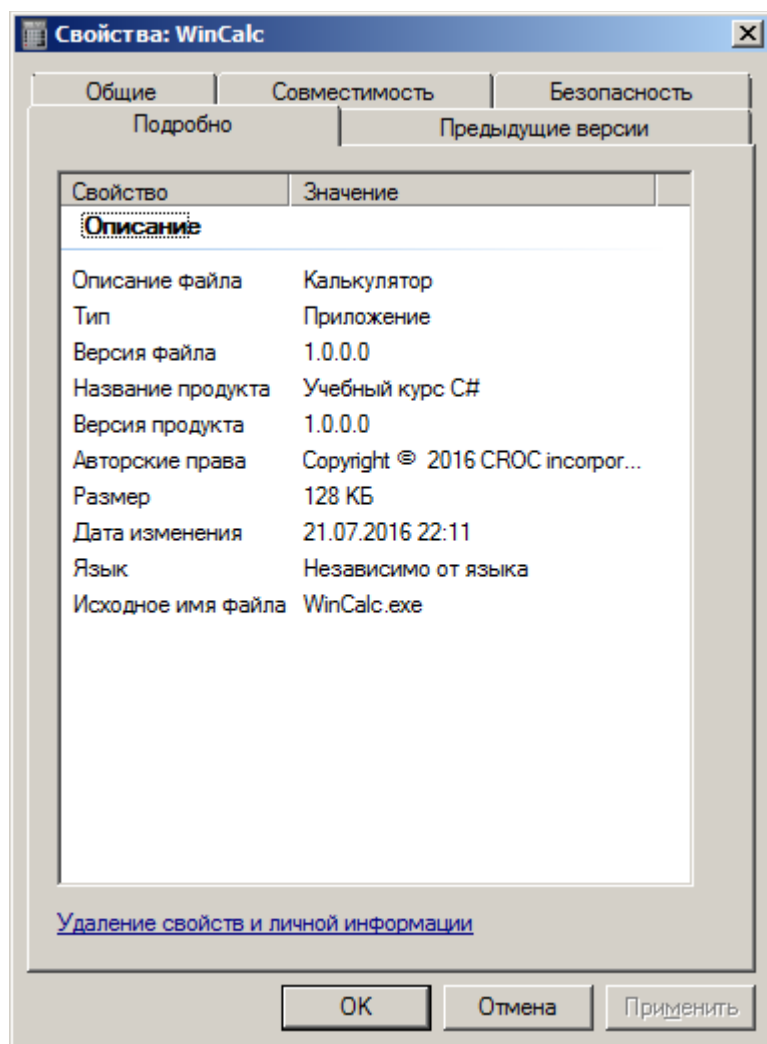 Свойства: WinCalc
Общие Совместимость Безопасность
Подробно Предыдущие версии
Свойство Значение
Описание
Описание файла Калькулятор
Тип Приложение
Версия файла 1.0.0.0
Название продукта Учебный курс C#
Версия продукта 1.0.0.0
Авторские права Copyright © 2016 CROC incorpor...
Размер 128 КБ
Дата изменения 21.07.2016 22:11
Язык Независимо от языка
Исходное имя файла WinCalc.exe
Удаление свойств и личной информации
OK Отмена Применить